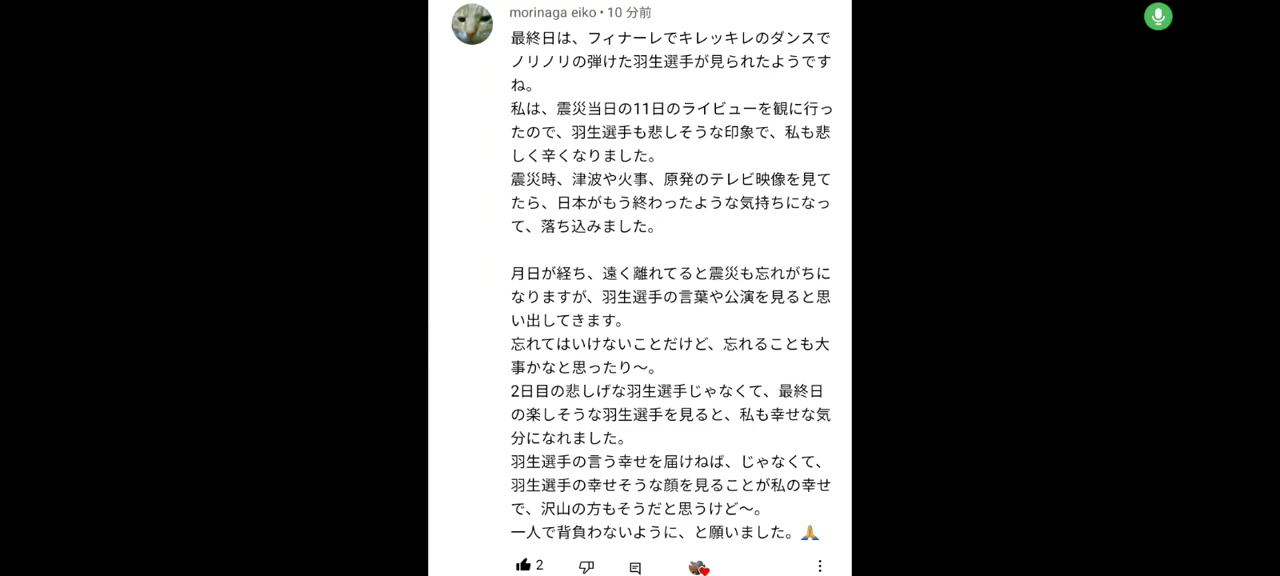 morinaga eiko • 10 分前
最終日は、フィナーレでキレッキレのダンスで
ノリノリの弾けた羽生選手が見られたようです
ね。
私は、震災当日の11日のライビューを観に行っ
たので、羽生選手も悲しそうな印象で、私も悲
しく辛くなりました。
震災時、津波や火事、原発のテレビ映像を見て
たら、日本がもう終わったような気持ちになっ
て、落ち込みました。
月日が経ち、遠く離れてると震災も忘れがちに
なりますが、羽生選手の言葉や公演を見ると思
い出してきます。
忘れてはいけないことだけど、忘れることも大
事かなと思ったり〜。
2日目の悲しげな羽生選手じゃなくて、最終日
の楽しそうな羽生選手を見ると、私も幸せな気
分になれました。
羽生選手の言う幸せを届けねば、じゃなくて、
羽生選手の幸せそうな顔を見ることが私の幸せ
で、沢山の方もそうだと思うけど〜。
一人で背負わないように、と願いました。🙏
2